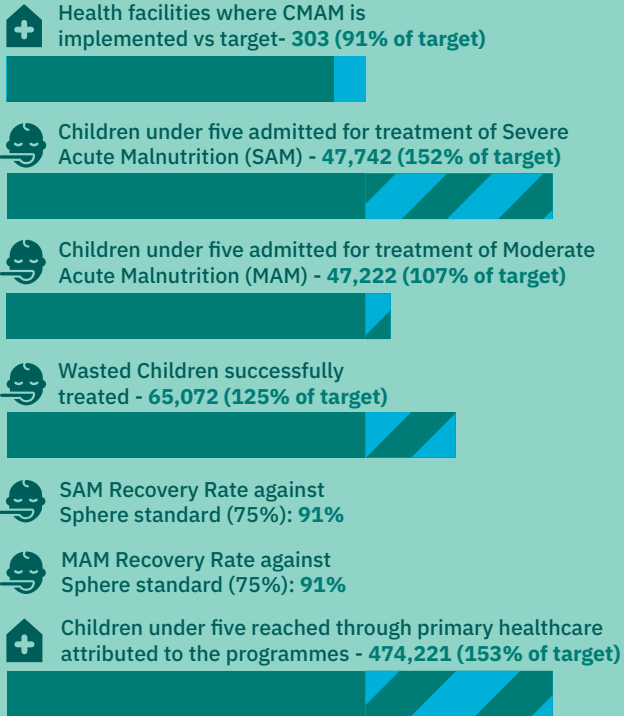 Health facilities where CMAM is
implemented vs target- 303 (91% of target)
Children under five admitted for treatment of Severe
Acute Malnutrition (SAM) - 47,742 (152% of target)
Children under five admitted for treatment of Moderate
Acute Malnutrition (MAM) - 47,222 (107% of target)
Wasted Children successfully
treated - 65,072 (125% of target)
SAM Recovery Rate against
Sphere standard (75%): 91%
MAM Recovery Rate against
Sphere standard (75%): 91%
Children under five reached through primary healthcare
attributed to the programmes - 474,221 (153% of target)